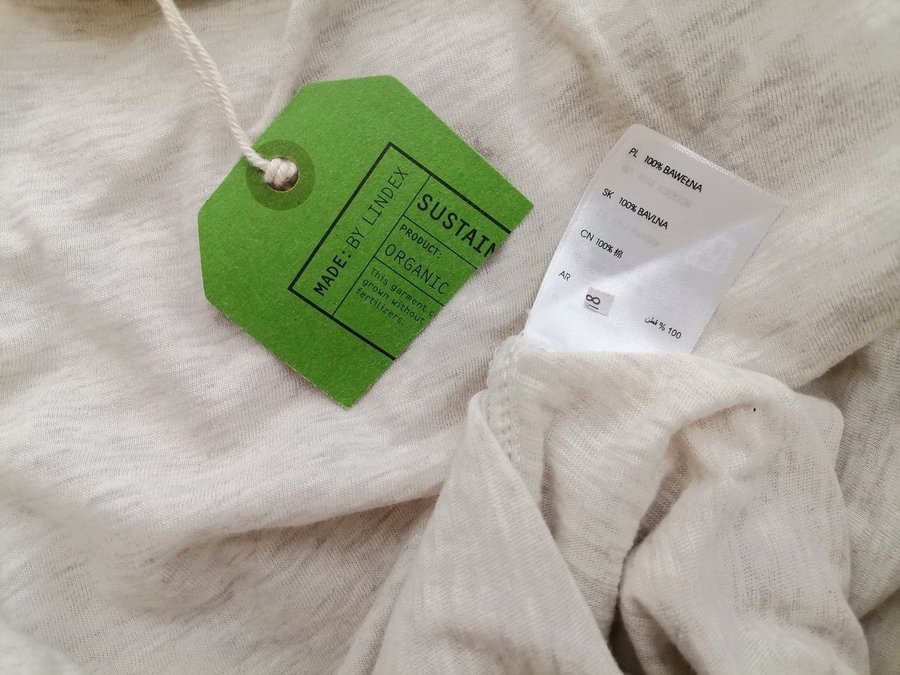 MADE: BY LINDEX
SUSTAIN
PRODUCT:
ORGANIC
This garment c
grown without
fertilizers.
PL 100% BAWEŁNA
SK 100% BAVLNA
CN 100% 棉
AR
100 % قطن